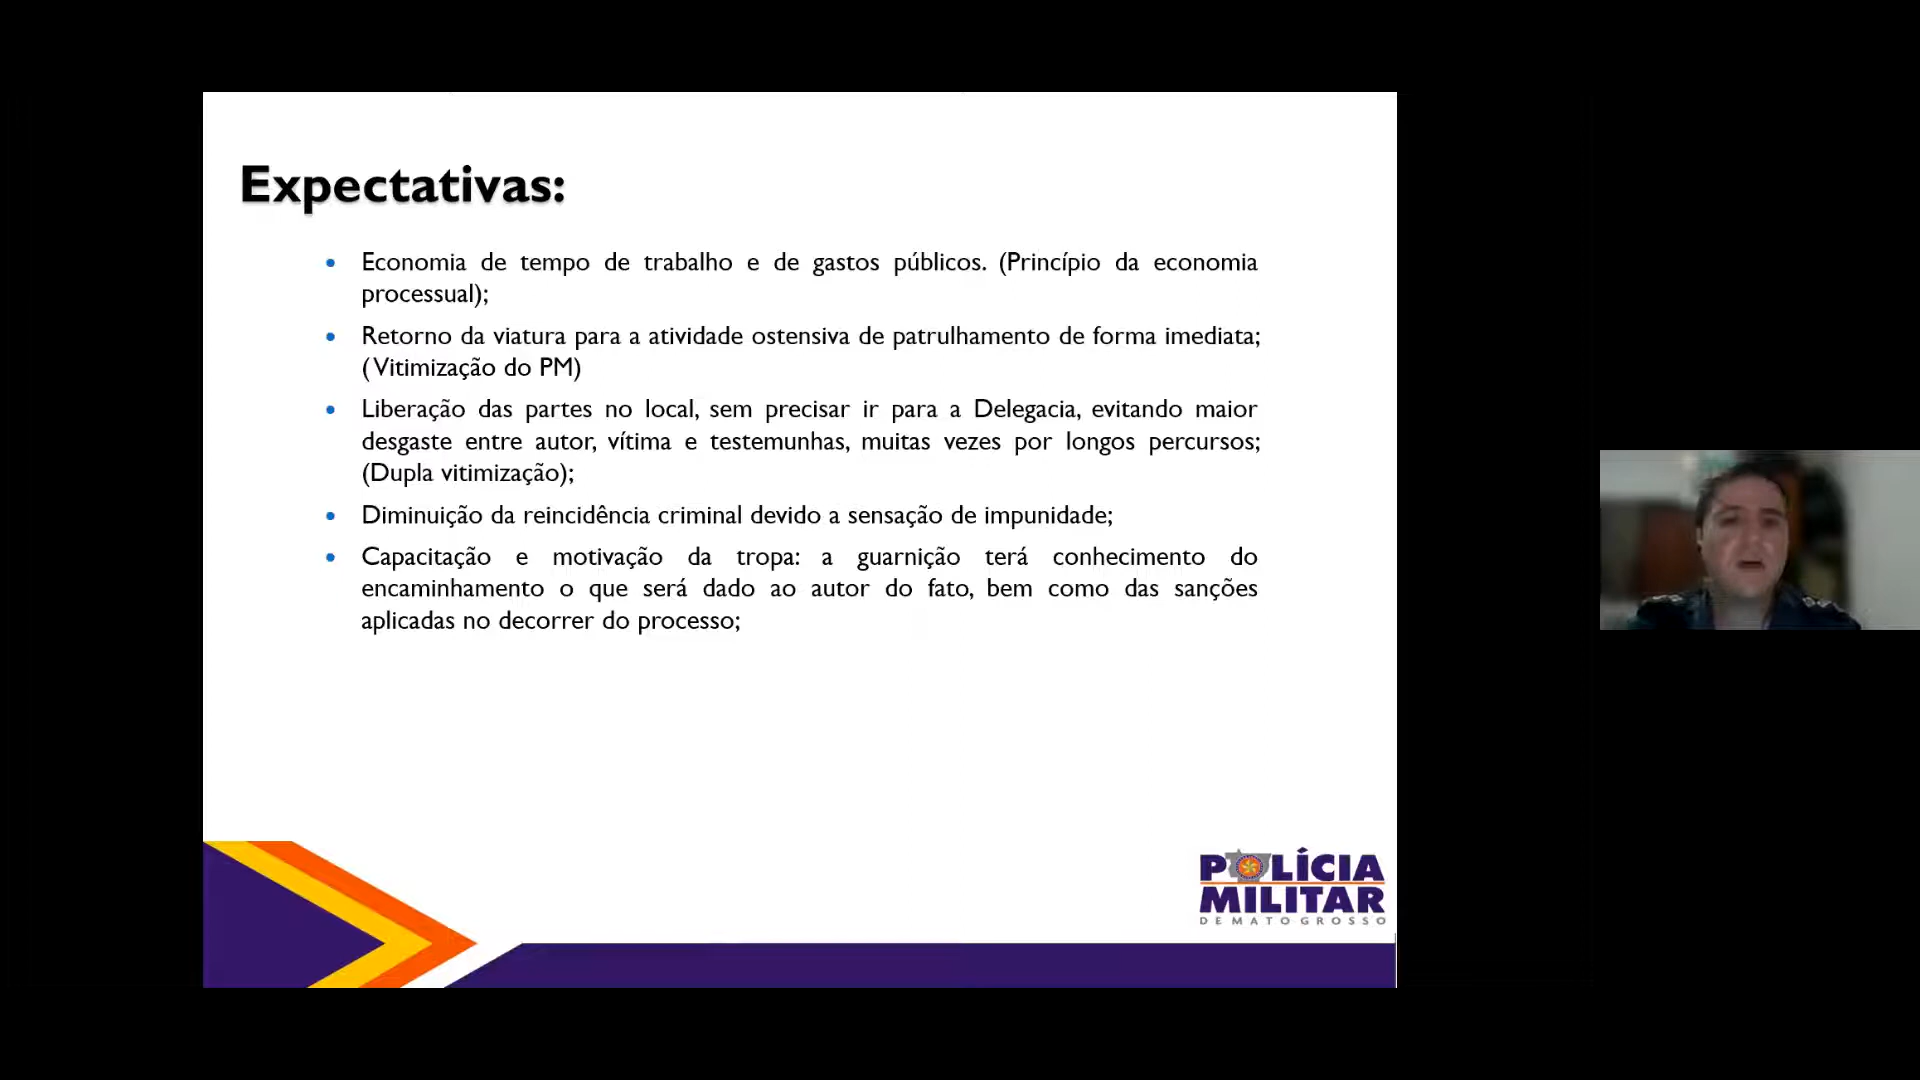 Expectativas:
Economia de tempo de trabalho e de gastos públicos. (Princípio da economia
processual);
Retorno da viatura para a atividade ostensiva de patrulhamento de forma imediata;
(Vitimização do PM)
Liberação das partes no local, sem precisar ir para a Delegacia, evitando maior
desgaste entre autor, vítima e testemunhas, muitas vezes por longos percursos;
(Dupla vitimização);
Diminuição da reincidência criminal devido a sensação de impunidade;
Capacitação e motivação da tropa: a guarnição terá conhecimento do
encaminhamento o que será dado ao autor do fato, bem como das sanções
aplicadas no decorrer do processo;
POLÍCIA
MILITAR
DE MATO GROSSO